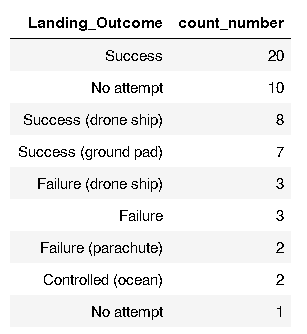 Landing_Outcome count_number
Success 20
No attempt 10
Success (drone ship) 8
Success (ground pad) 7
Failure (drone ship) 3
Failure 3
Failure (parachute) 2
Controlled (ocean) 2
No attempt 1